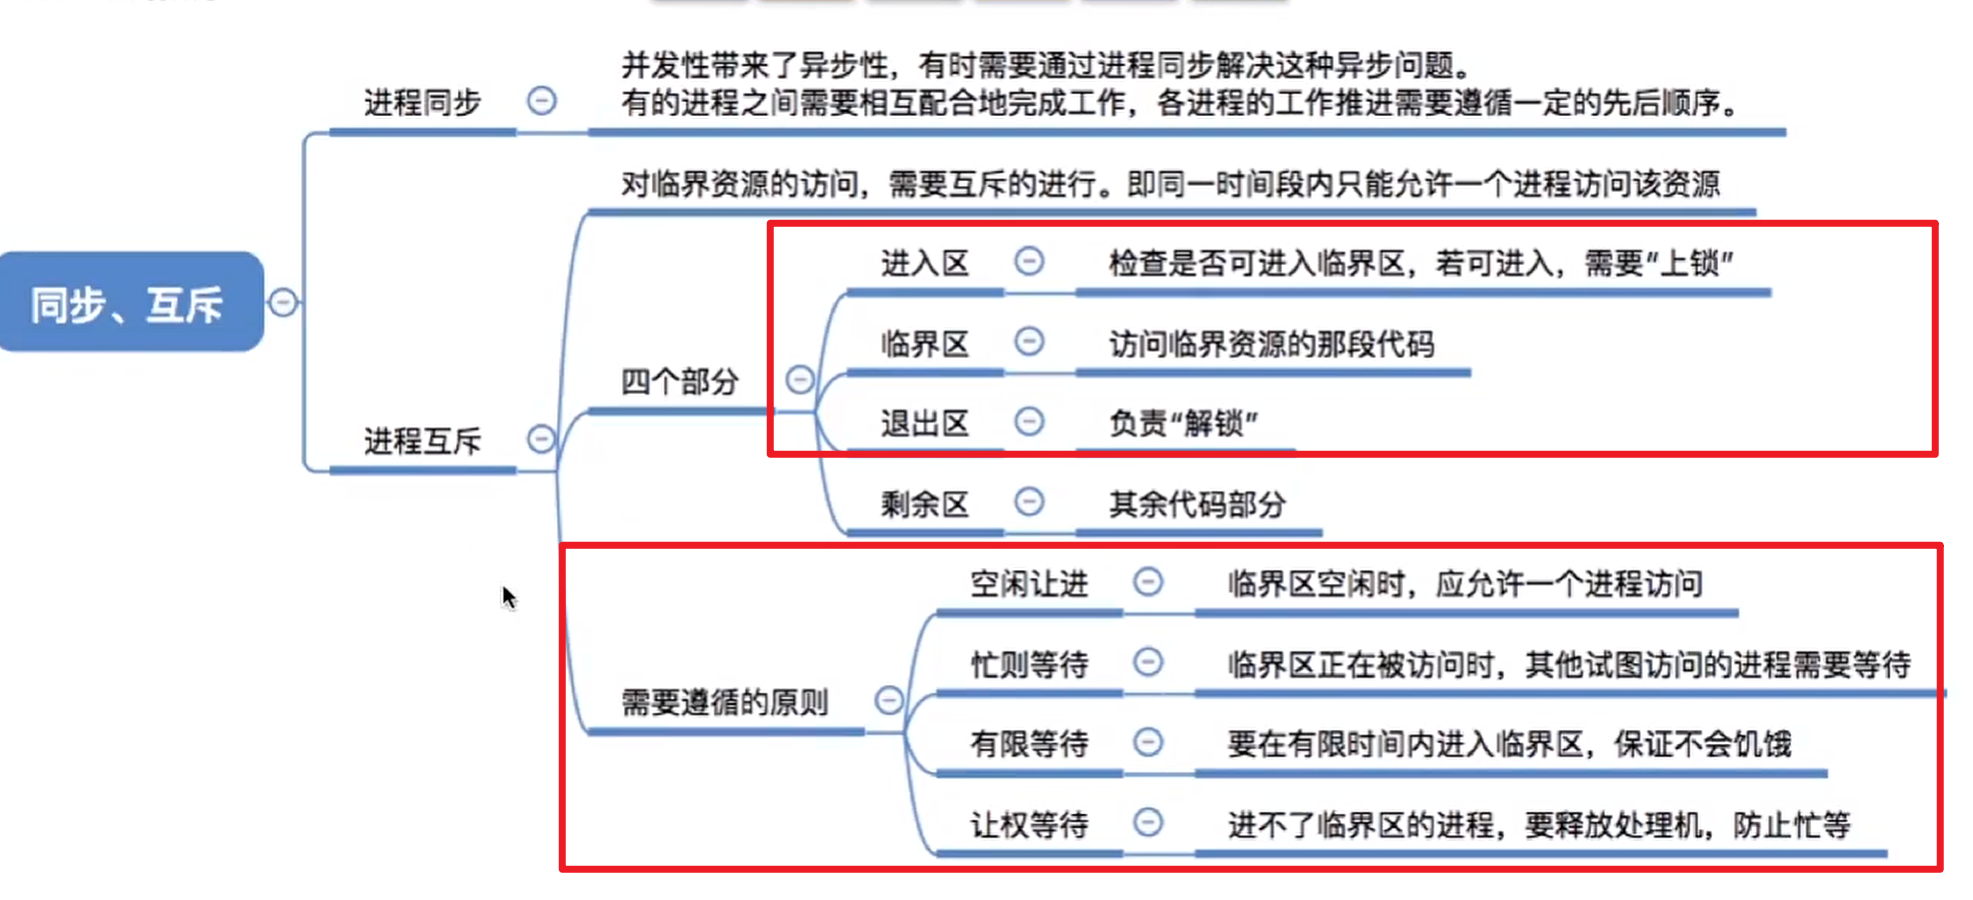 并发性带来了异步性，有时需要通过进程同步解决这种异步问题。
进程同步
有的进程之间需要相互配合地完成工作，各进程的工作推进需要遵循一定的先后顺序。
对临界资源的访问，需要互斥的进行。即同一时间段内只能允许一个进程访问该资源
进入区
检查是否可进入临界区，若可进入，需要“上锁”
同步、互斥
临界区
访问临界资源的那段代码
四个部分
退出区
负责“解锁”
进程互斥
剩余区
其余代码部分
空闲让进
临界区空闲时，应允许一个进程访问
忙则等待
临界区正在被访问时，其他试图访问的进程需要等待
需要遵循的原则
有限等待
要在有限时间内进入临界区，保证不会饥饿
让权等待
进不了临界区的进程，要释放处理机，防止忙等